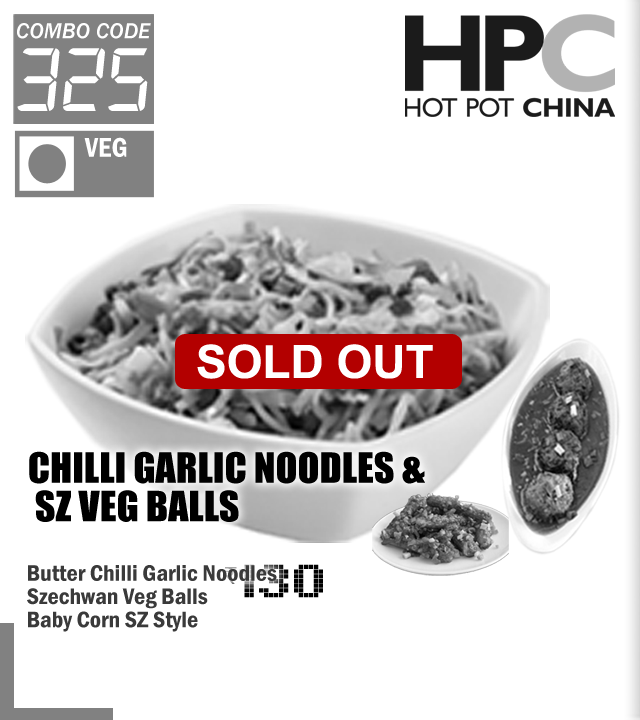 COMBO CODE
325
VEG
HPC
HOT POT CHINA
SOLD OUT
CHILLI GARLIC NOODLES &
SZ VEG BALLS
Butter Chilli Garlic Noodles
130
Szechwan Veg Balls
Baby Corn SZ Style